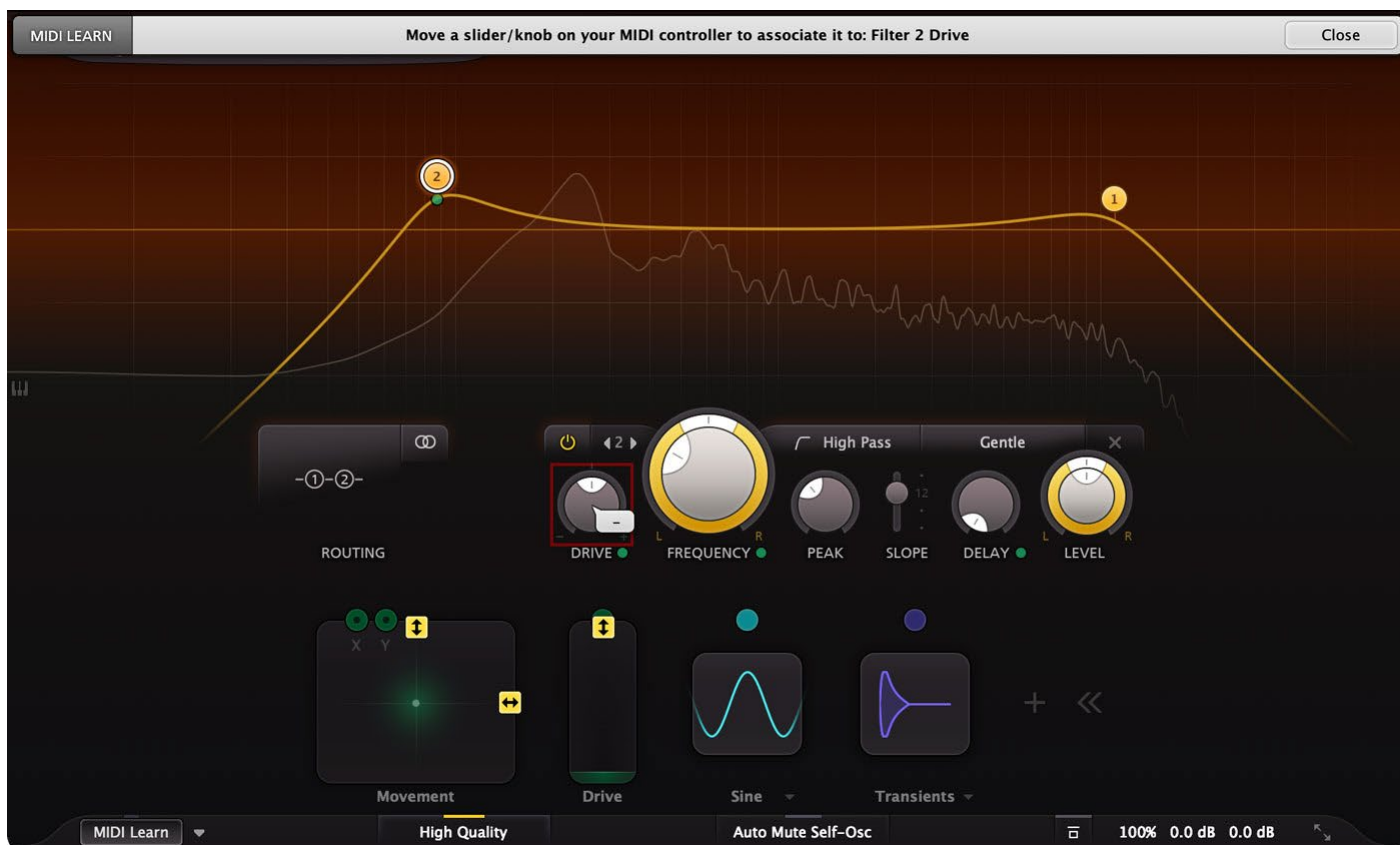 MIDI LEARN
Move a slider/knob on your MIDI controller to associate it to: Filter 2 Drive
Close
2
1
2
High Pass
Gentle
-1-2-
12
-
- +
L R
L R
ROUTING
DRIVE
FREQUENCY
PEAK
SLOPE
DELAY
LEVEL
X Y
Movement
Drive
Sine
Transients
MIDI Learn
High Quality
Auto Mute Self-Osc
100% 0.0 dB 0.0 dB